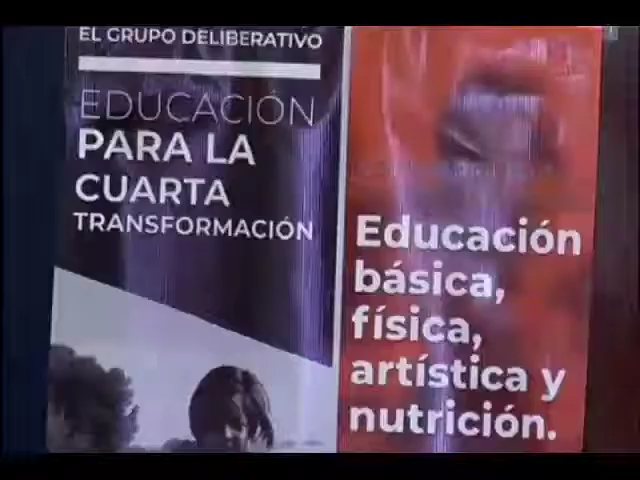 EL GRUPO DELIBERATIVO
EDUCACIÓN
PARA LA
CUARTA
TRANSFORMACIÓN
Educación
básica,
física,
artística y
nutrición.